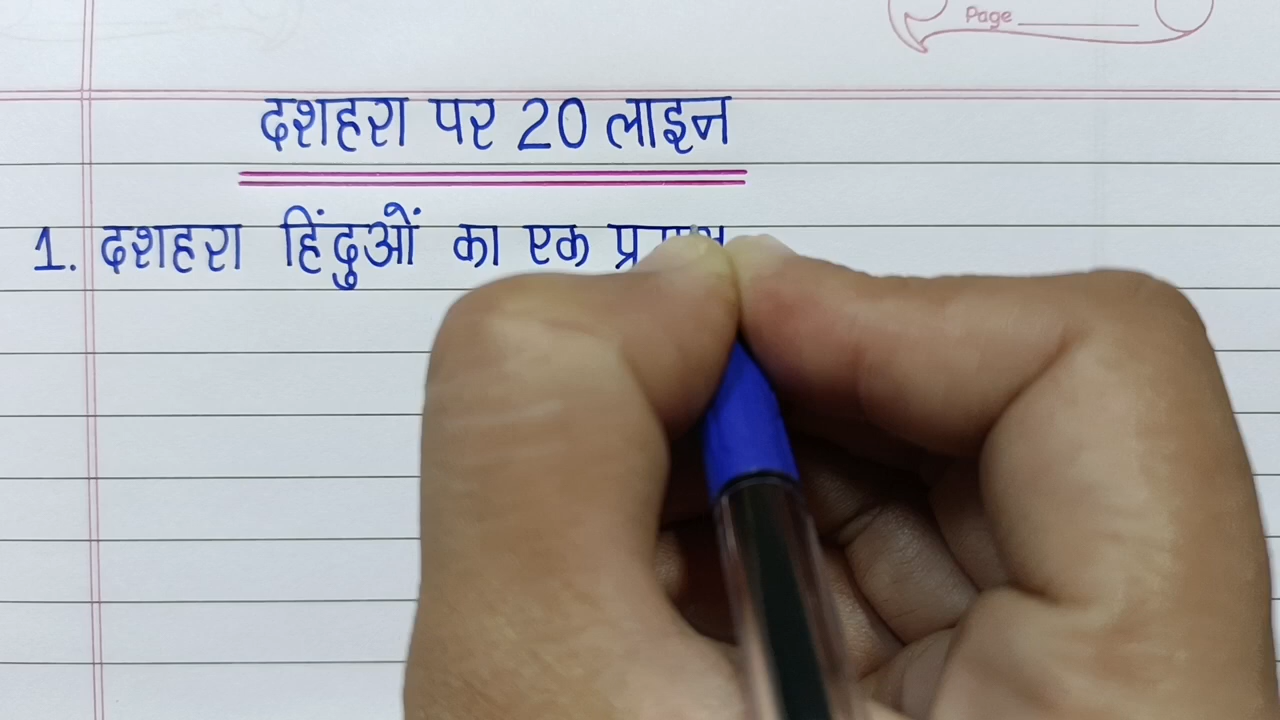 Page
दशहरा पर 20 लाइन
1. दशहरा हिंदुओं का एक